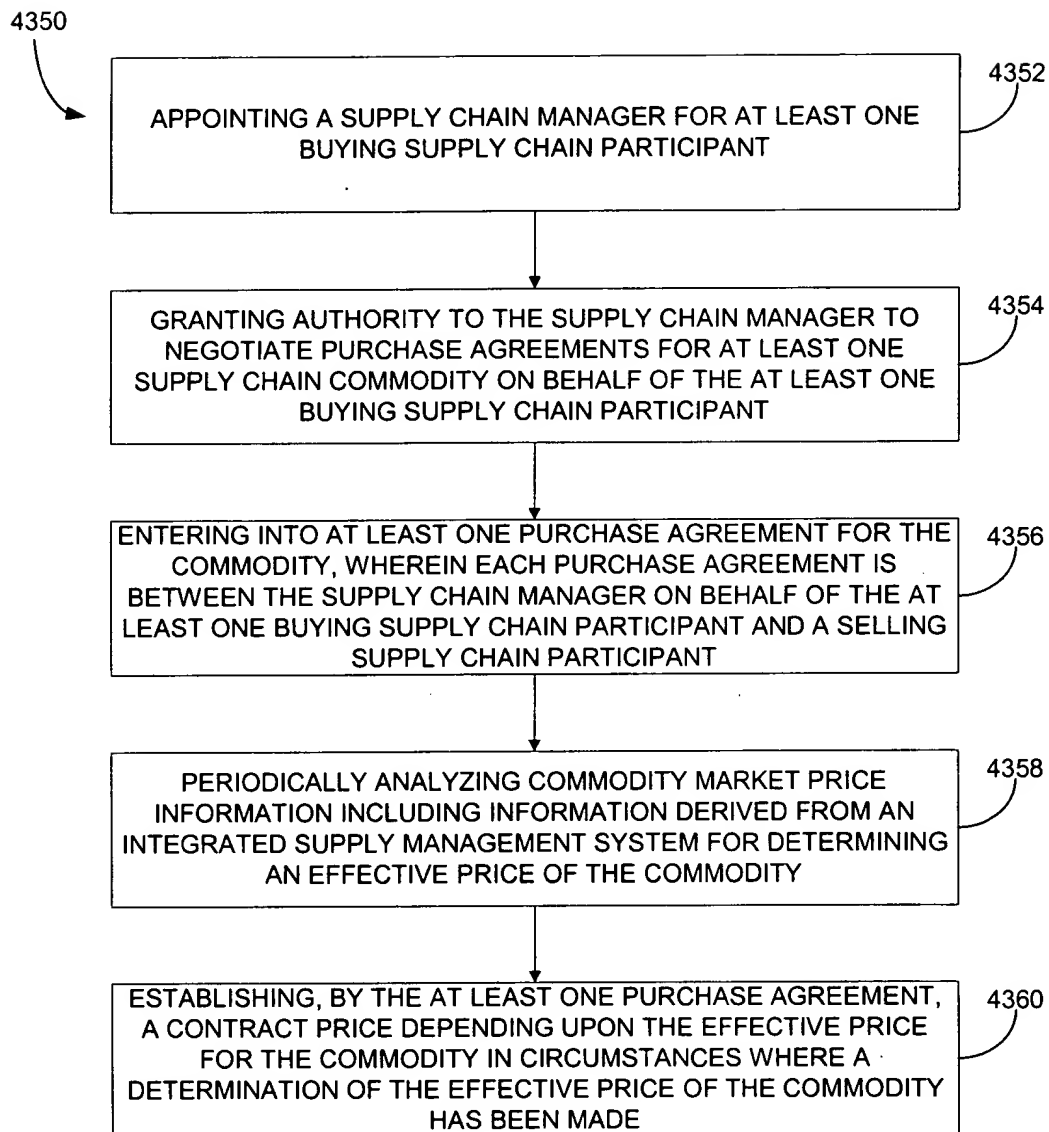 4350
4352
APPOINTING A SUPPLY CHAIN MANAGER FOR AT LEAST ONE
BUYING SUPPLY CHAIN PARTICIPANT
4354
GRANTING AUTHORITY TO THE SUPPLY CHAIN MANAGER TO
NEGOTIATE PURCHASE AGREEMENTS FOR AT LEAST ONE
SUPPLY CHAIN COMMODITY ON BEHALF OF THE AT LEAST ONE
BUYING SUPPLY CHAIN PARTICIPANT
4356
ENTERING INTO AT LEAST ONE PURCHASE AGREEMENT FOR THE
COMMODITY, WHEREIN EACH PURCHASE AGREEMENT IS
BETWEEN THE SUPPLY CHAIN MANAGER ON BEHALF OF THE AT
LEAST ONE BUYING SUPPLY CHAIN PARTICIPANT AND A SELLING
SUPPLY CHAIN PARTICIPANT
4358
PERIODICALLY ANALYZING COMMODITY MARKET PRICE
INFORMATION INCLUDING INFORMATION DERIVED FROM AN
INTEGRATED SUPPLY MANAGEMENT SYSTEM FOR DETERMINING
AN EFFECTIVE PRICE OF THE COMMODITY
4360
ESTABLISHING, BY THE AT LEAST ONE PURCHASE AGREEMENT,
A CONTRACT PRICE DEPENDING UPON THE EFFECTIVE PRICE
FOR THE COMMODITY IN CIRCUMSTANCES WHERE A
DETERMINATION OF THE EFFECTIVE PRICE OF THE COMMODITY
HAS BEEN MADE